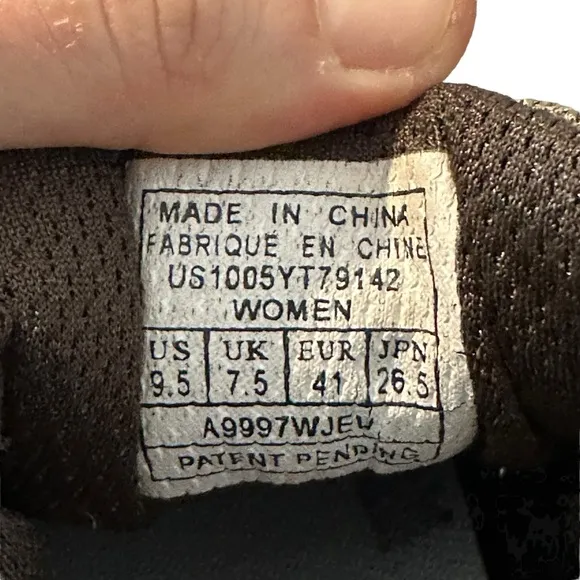 MADE IN CHINA
FABRIQUÉ EN CHINE
US1005YT79142
WOMEN
US UK EUR JPN
9.5 7.5 41 26.5
PATENT PENDING